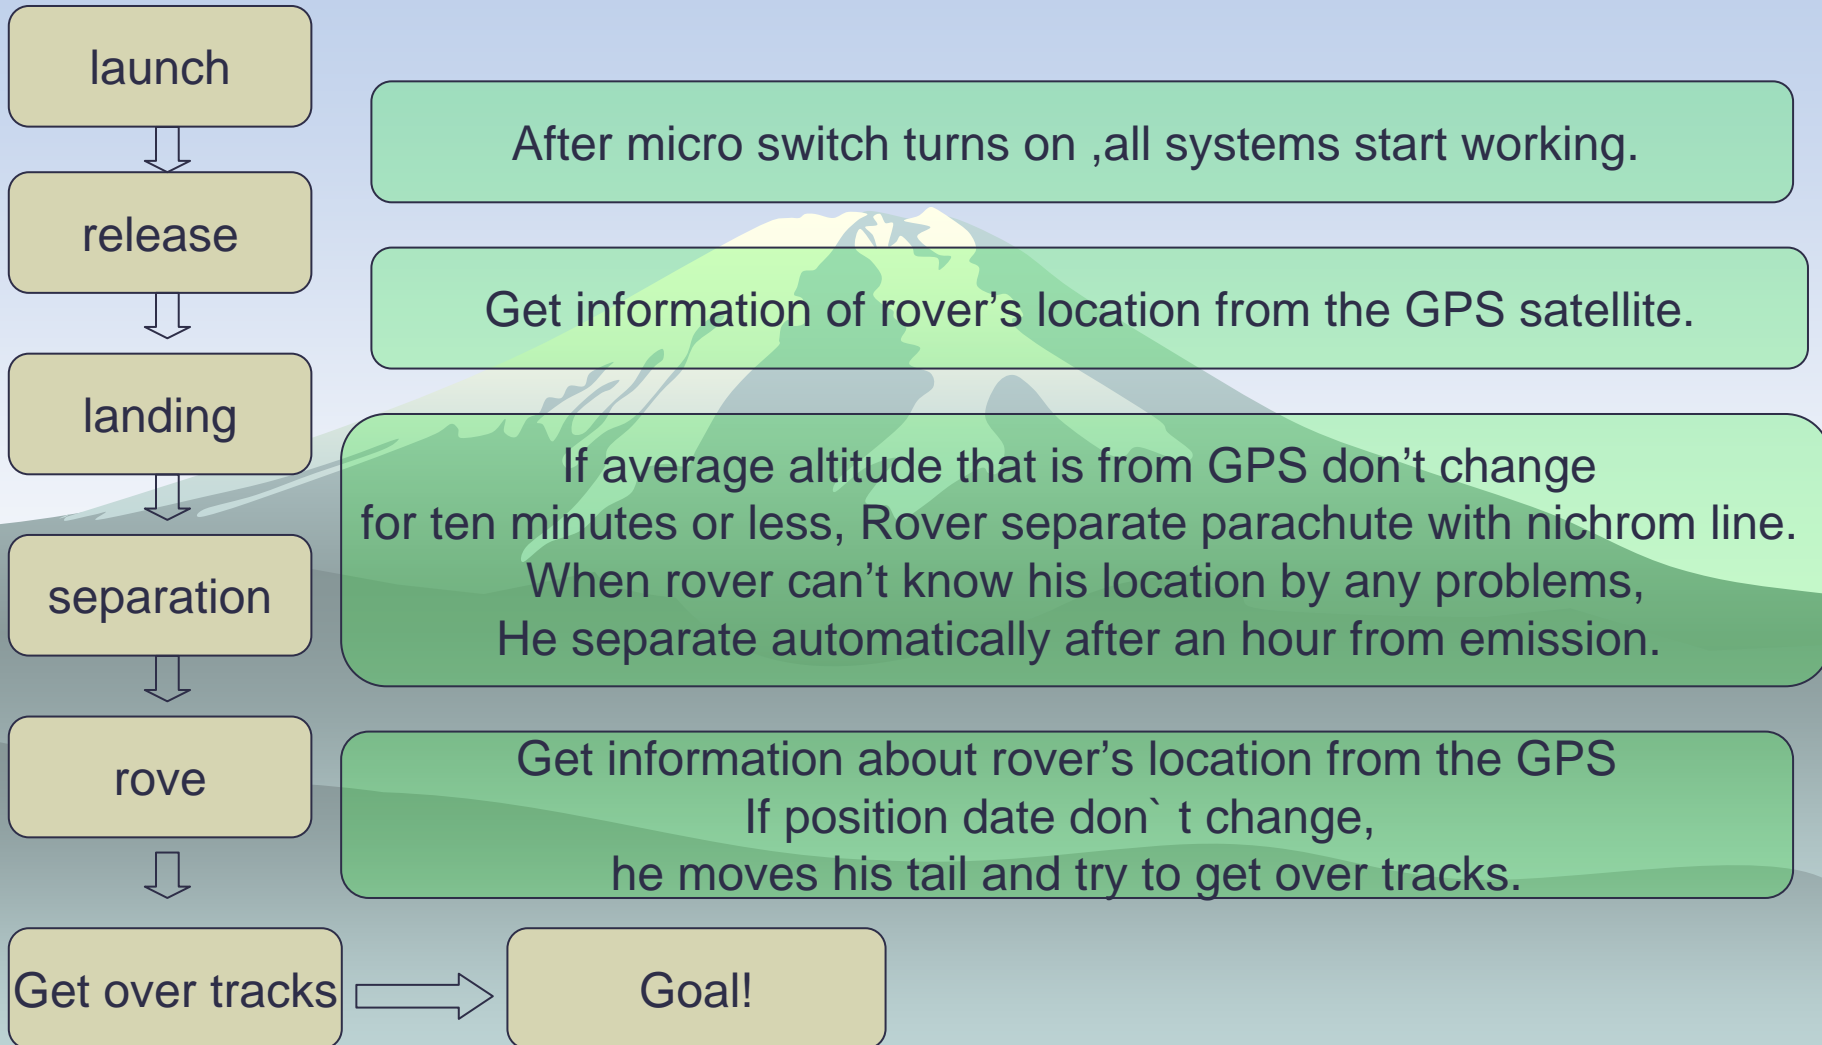 launch
After micro switch turns on ,all systems start working.
release
Get information of rover’s location from the GPS satellite.
landing
If average altitude that is from GPS don’t change
for ten minutes or less, Rover separate parachute with nichrom line.
When rover can’t know his location by any problems,
He separate automatically after an hour from emission.
separation
rove
Get information about rover’s location from the GPS
If position date don` t change,
he moves his tail and try to get over tracks.
Get over tracks
Goal!